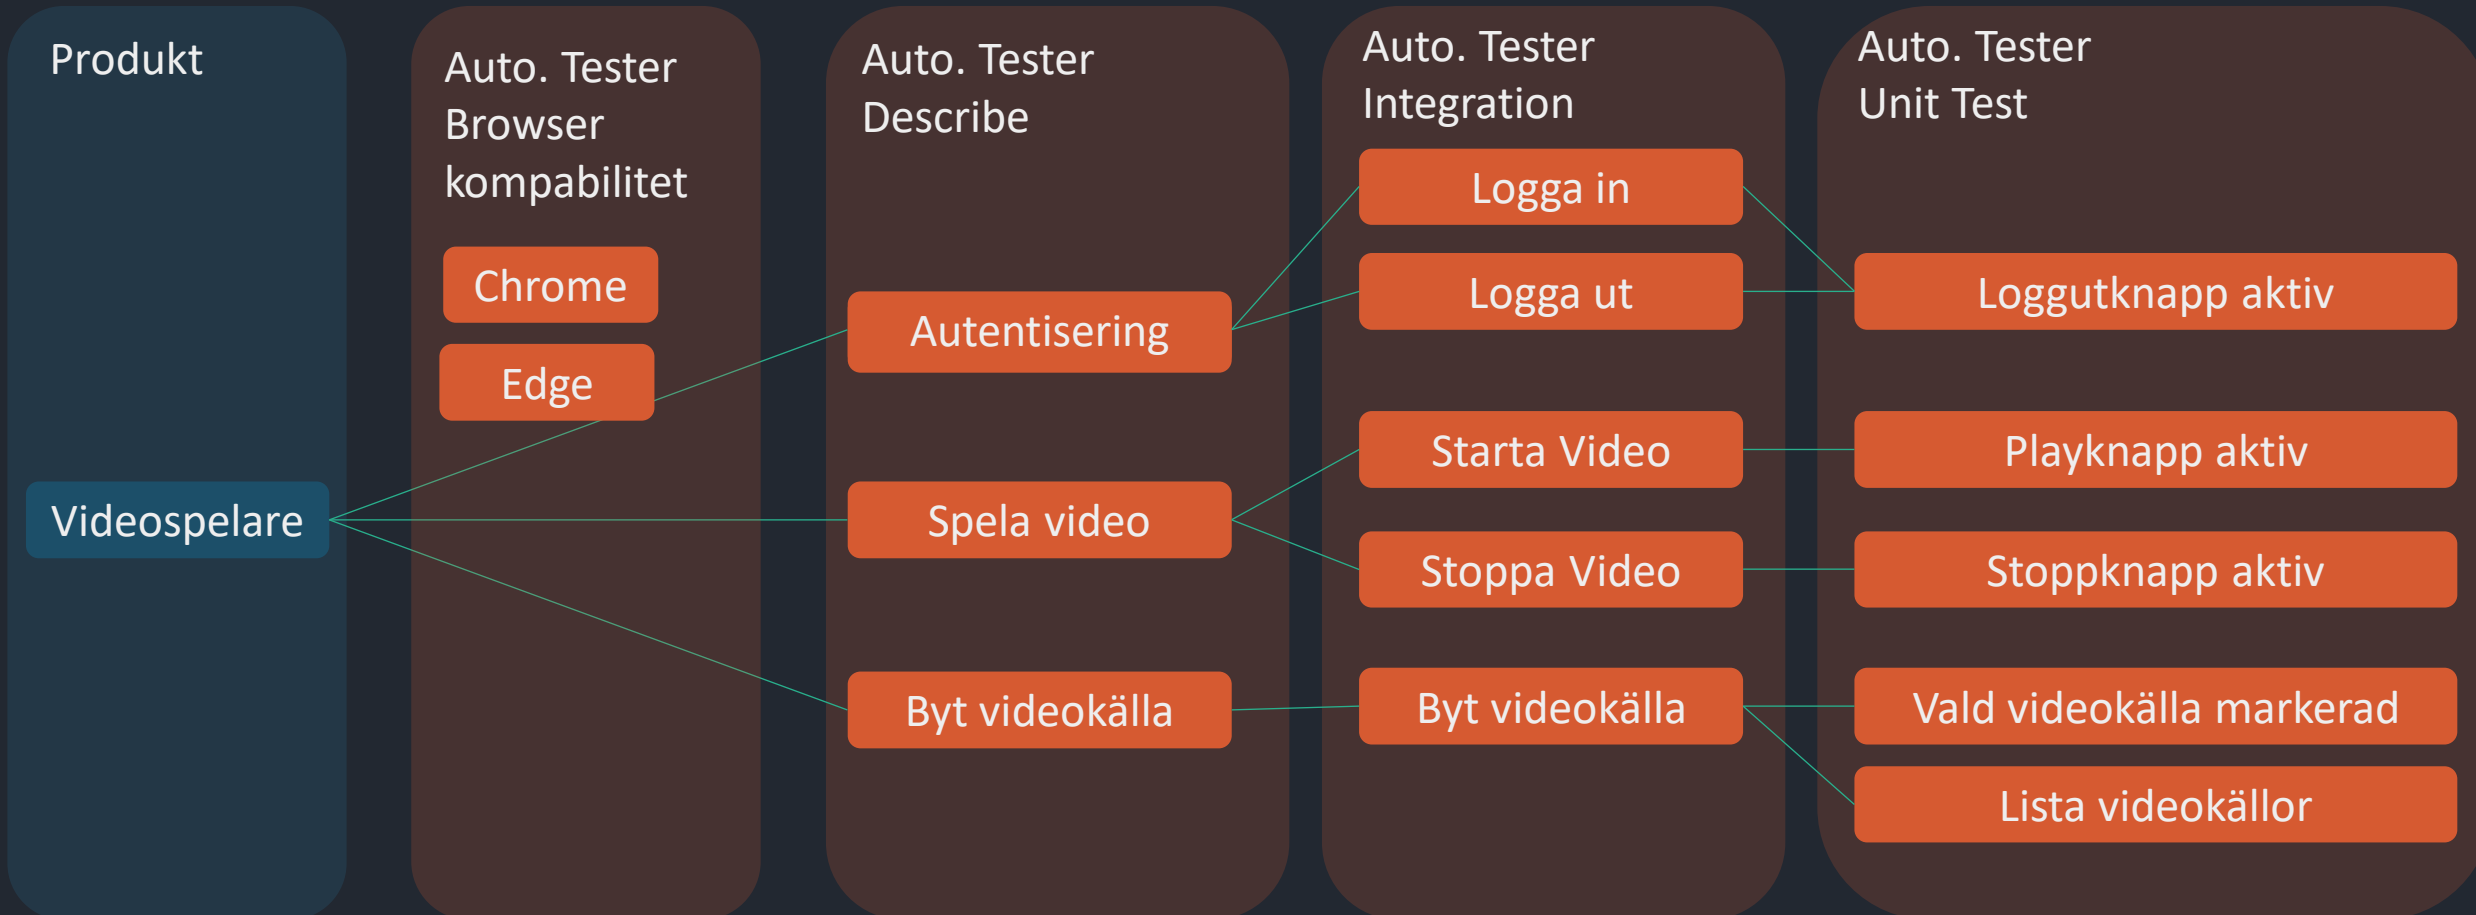 Produkt
Videospelare
Auto. Tester
Browser
kompabilitet
Chrome
Edge
Auto. Tester
Describe
Autentisering
Spela video
Byt videokälla
Auto. Tester
Integration
Logga in
Logga ut
Starta Video
Stoppa Video
Byt videokälla
Auto. Tester
Unit Test
Loggutknapp aktiv
Playknapp aktiv
Stoppknapp aktiv
Vald videokälla markerad
Lista videokällor